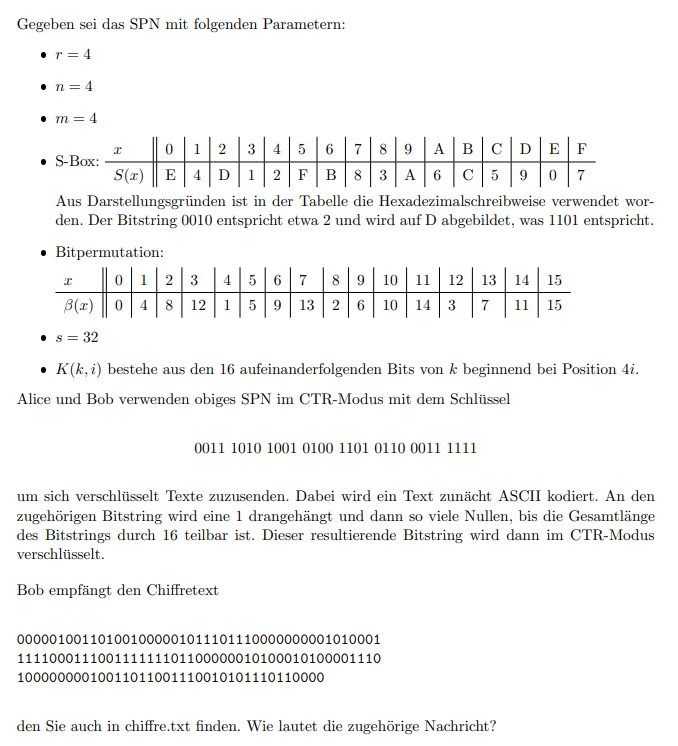 Gegeben sei das SPN mit folgenden Parametern:
• r = 4
• n = 4
• m = 4
• S-Box:
x 0 1 2 3 4 5 6 7 8 9 A B C D E F
S(x) E 4 D 1 2 F B 8 3 A 6 C 5 9 0 7
Aus Darstellungsgründen ist in der Tabelle die Hexadezimalschreibweise verwendet wor-
den. Der Bitstring 0010 entspricht etwa 2 und wird auf D abgebildet, was 1101 entspricht.
• Bitpermutation:
x 0 1 2 3 4 5 6 7 8 9 10 11 12 13 14 15
β(x) 0 4 8 12 1 5 9 13 2 6 10 14 3 7 11 15
• s = 32
• K(k, i) bestehe aus den 16 aufeinanderfolgenden Bits von k beginnend bei Position 4i.
Alice und Bob verwenden obiges SPN im CTR-Modus mit dem Schlüssel
0011 1010 1001 0100 1101 0110 0011 1111
um sich verschlüsselt Texte zuzusenden. Dabei wird ein Text zunächt ASCII kodiert. An den
zugehörigen Bitstring wird eine 1 drangehängt und dann so viele Nullen, bis die Gesamtlänge
des Bitstrings durch 16 teilbar ist. Dieser resultierende Bitstring wird dann im CTR-Modus
verschlüsselt.
Bob empfängt den Chiffretext
00000100110100100000101110111000000000001010001
1111000111001111111101100000010100010100001110
1000000001001101100111001010111011​0000
den Sie auch in chiffre.txt finden. Wie lautet die zugehörige Nachricht?